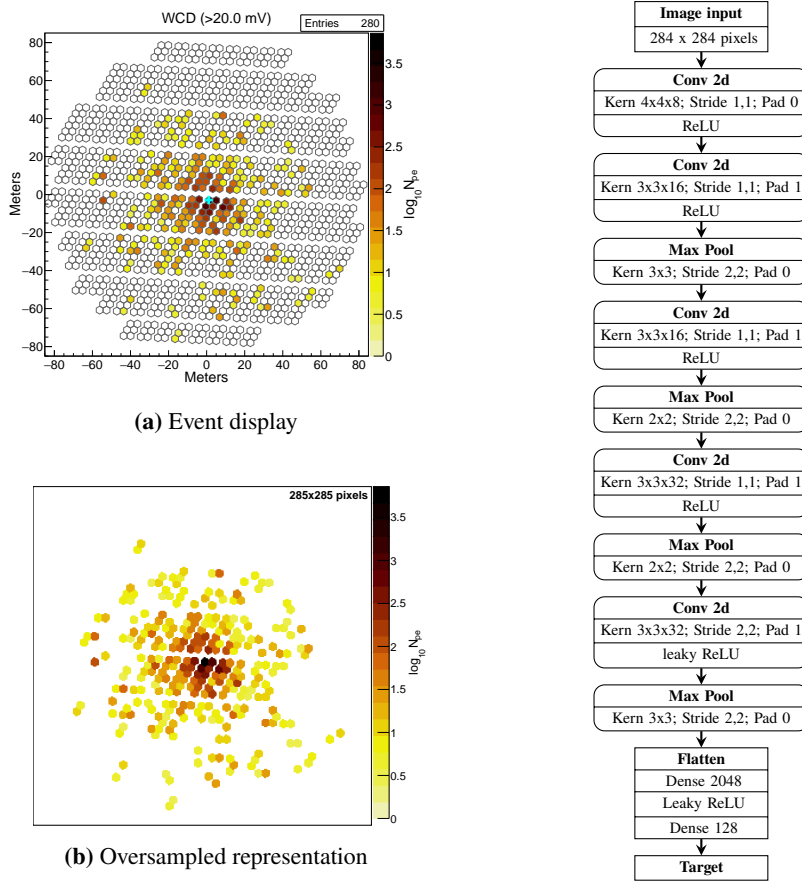 WCD (>20.0 mV)
Entries 280
80
60
40
20
0
−20
−40
−60
−80
Meters
−80 −60 −40 −20 0 20 40 60 80
Meters
3.5
3
2.5
2
1.5
1
0.5
0
log10 Npe
(a) Event display
285x285 pixels
3.5
3
2.5
2
1.5
1
0.5
0
log10 Npe
(b) Oversampled representation
Image input
284 x 284 pixels
Conv 2d
Kern 4x4x8; Stride 1,1; Pad 0
ReLU
Conv 2d
Kern 3x3x16; Stride 1,1; Pad 1
ReLU
Max Pool
Kern 3x3; Stride 2,2; Pad 0
Conv 2d
Kern 3x3x16; Stride 1,1; Pad 1
ReLU
Max Pool
Kern 2x2; Stride 2,2; Pad 0
Conv 2d
Kern 3x3x32; Stride 1,1; Pad 1
ReLU
Max Pool
Kern 2x2; Stride 2,2; Pad 0
Conv 2d
Kern 3x3x32; Stride 2,2; Pad 1
leaky ReLU
Max Pool
Kern 3x3; Stride 2,2; Pad 0
Flatten
Dense 2048
Leaky ReLU
Dense 128
Target